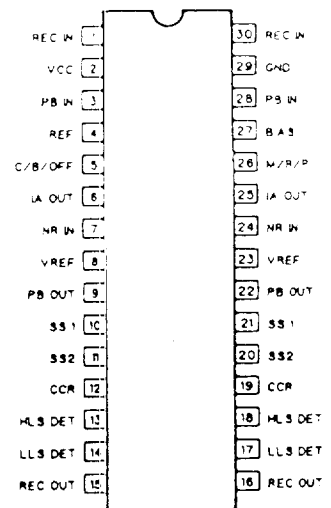 REC IN 1 30 REC IN
VCC 2 29 GND
PB IN 3 28 PB IN
REF 4 27 BIAS
C/B/OFF 5 26 M/R/P
IA OUT 6 25 IA OUT
NR IN 7 24 NR IN
VREF 8 23 VREF
PB OUT 9 22 PB OUT
SS1 10 21 SS1
SS2 11 20 SS2
CCR 12 19 CCR
HLS DET 13 18 HLS DET
LLS DET 14 17 LLS DET
REC OUT 15 16 REC OUT